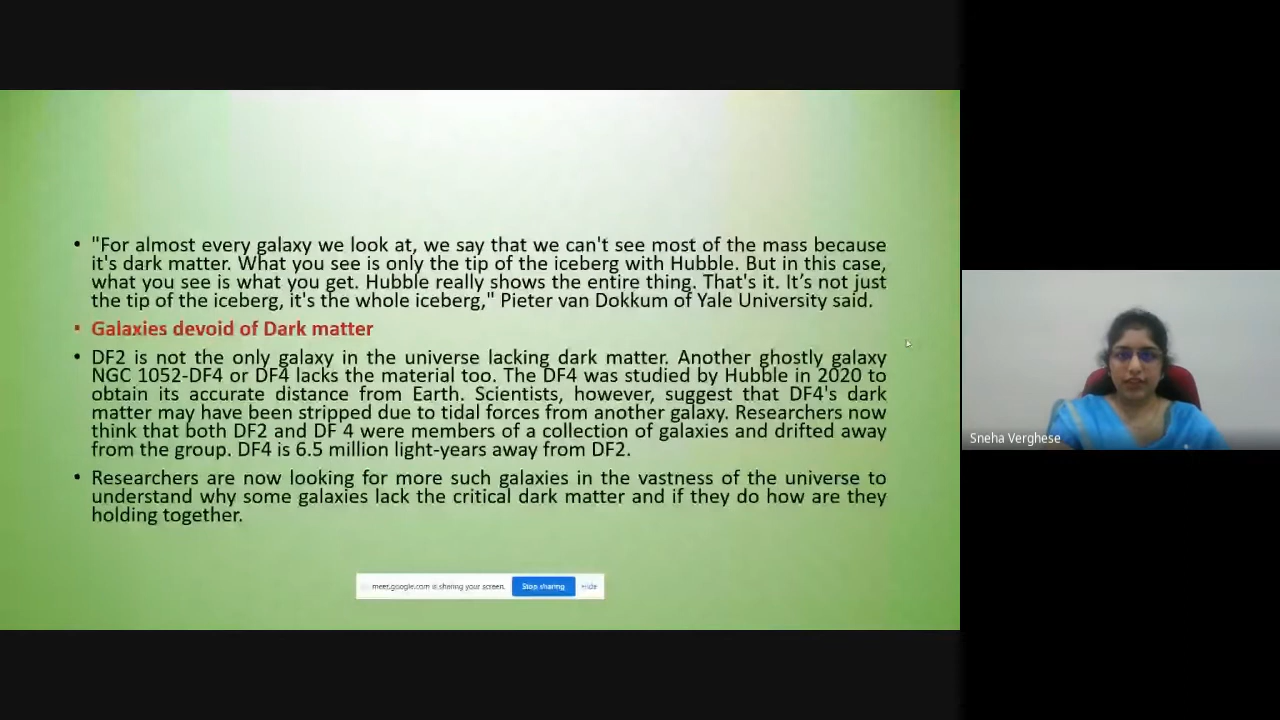 • "For almost every galaxy we look at, we say that we can't see most of the mass because
it's dark matter. What you see is only the tip of the iceberg with Hubble. But in this case,
what you see is what you get. Hubble really shows the entire thing. That's it. It’s not just
the tip of the iceberg, it's the whole iceberg," Pieter van Dokkum of Yale University said.
▪ Galaxies devoid of Dark matter
• DF2 is not the only galaxy in the universe lacking dark matter. Another ghostly galaxy
NGC 1052-DF4 or DF4 lacks the material too. The DF4 was studied by Hubble in 2020 to
obtain its accurate distance from Earth. Scientists, however, suggest that DF4's dark
matter may have been stripped due to tidal forces from another galaxy. Researchers now
think that both DF2 and DF 4 were members of a collection of galaxies and drifted away
from the group. DF4 is 6.5 million light-years away from DF2.
• Researchers are now looking for more such galaxies in the vastness of the universe to
understand why some galaxies lack the critical dark matter and if they do how are they
holding together.
meet.google.com is sharing your screen. Stop sharing Hide
Sneha Verghese